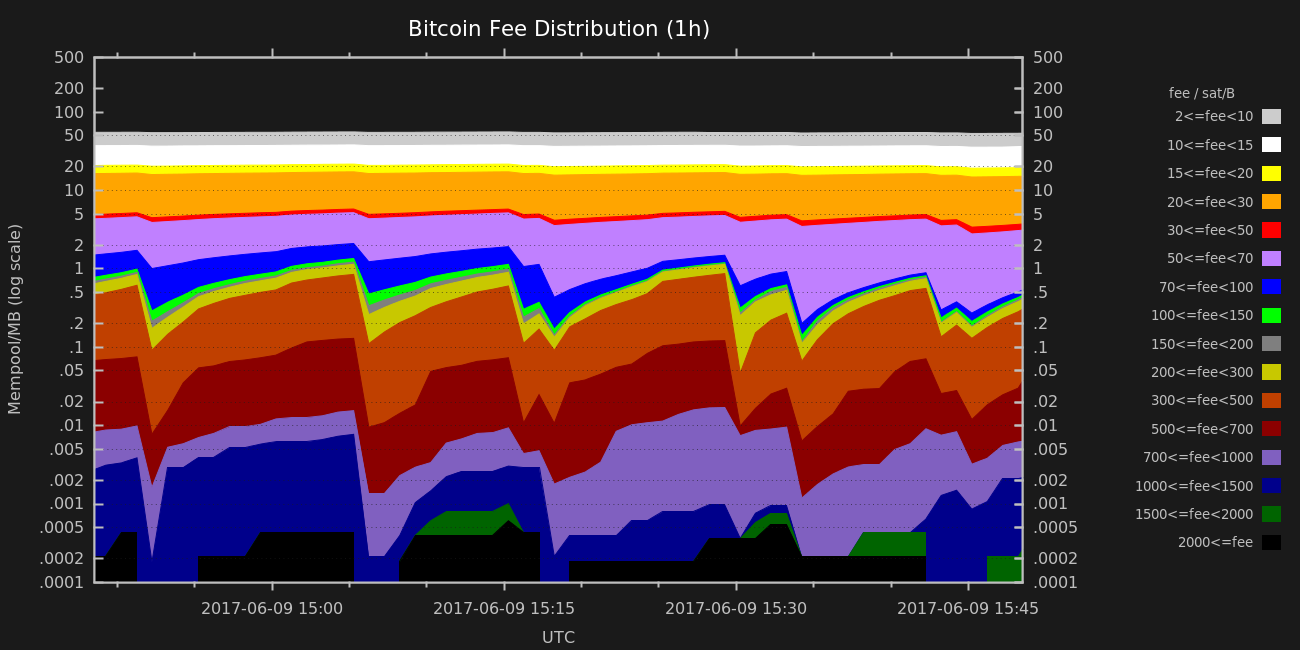 Bitcoin Fee Distribution (1h)
500
200
100
50
20
10
5
2
1
.5
.2
.1
.05
.02
.01
.005
.002
.001
.0005
.0002
.0001
Mempool/MB (log scale)
500
200
100
50
20
10
5
2
1
.5
.2
.1
.05
.02
.01
.005
.002
.001
.0005
.0002
.0001
2017-06-09 15:00
2017-06-09 15:15
2017-06-09 15:30
2017-06-09 15:45
UTC
fee / sat/B
2<=fee<10
10<=fee<15
15<=fee<20
20<=fee<30
30<=fee<50
50<=fee<70
70<=fee<100
100<=fee<150
150<=fee<200
200<=fee<300
300<=fee<500
500<=fee<700
700<=fee<1000
1000<=fee<1500
1500<=fee<2000
2000<=fee